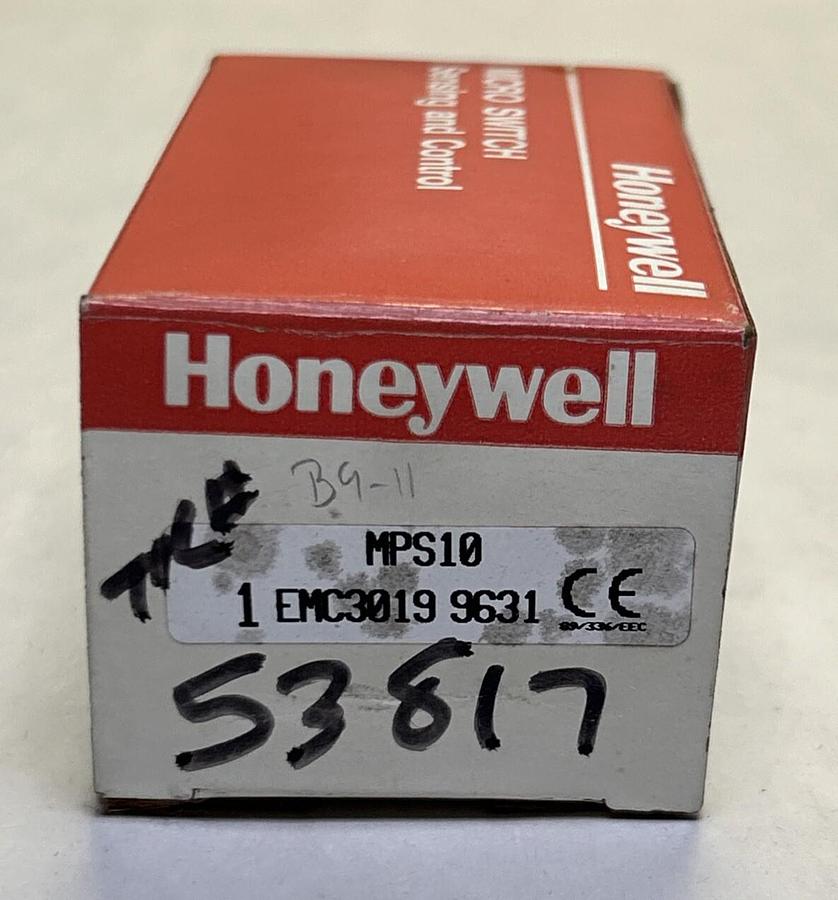 MICRO SWITCH
Sensing and Control
Honeywell
Honeywell
B9-11
MPS10
1 EMC3019 9631 CE
89/336/EEC
53817